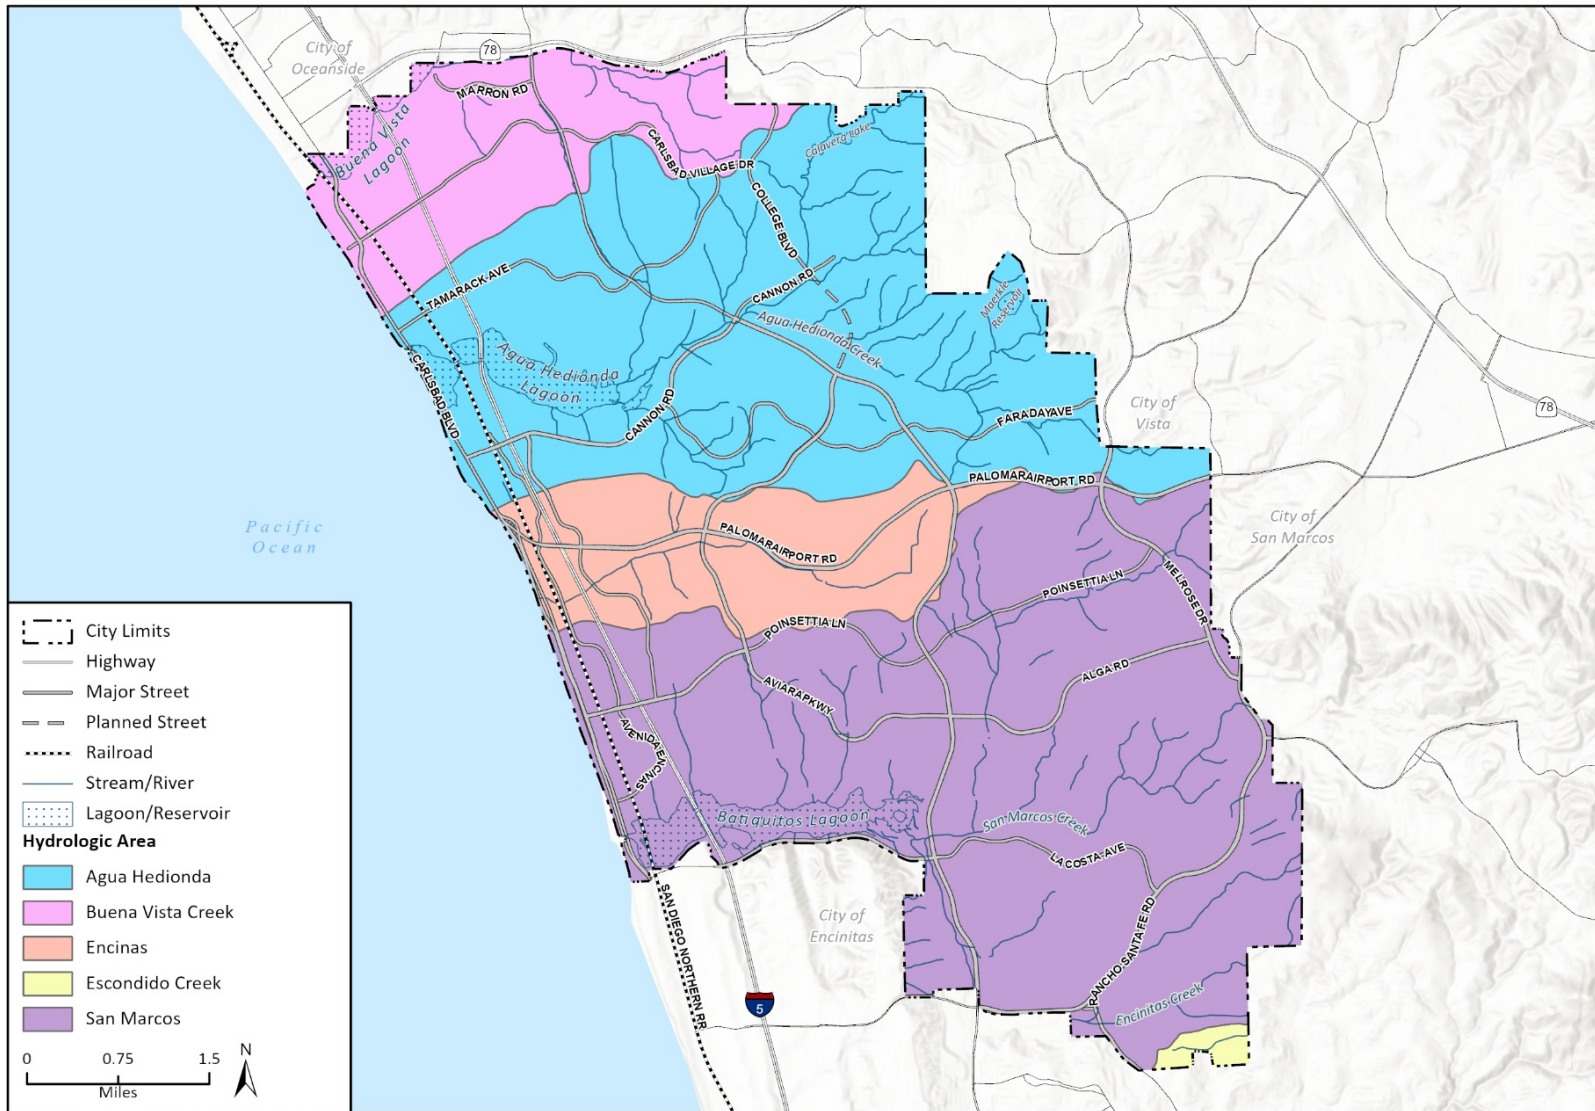 City of
Oceanside
78
MARRON RD
Buena Vista
Lagoon
CARLSBAD VILLAGE DR
Calavera Lake
COLLEGE BLVD
TAMARACK AVE
CANNON RD
Agua Hedionda Creek
Maerkle
Reservoir
Agua Hedionda
Lagoon
CARLSBAD BLVD
CANNON RD
FARADAY AVE
City of
Vista
78
PALOMAR AIRPORT RD
Pacific
Ocean
PALOMAR AIRPORT RD
City of
San Marcos
POINSETTIA LN
MELROSE DR
POINSETTIA LN
ALGA RD
AVIARA PKWY
AVENIDA ENCINAS
Batiquitos Lagoon
San Marcos Creek
LA COSTA AVE
SAN DIEGO NORTHERN RR
City of
Encinitas
RANCHO SANTA FE RD
5
Encinitas Creek
City Limits
Highway
Major Street
Planned Street
Railroad
Stream/River
Lagoon/Reservoir
Hydrologic Area
Agua Hedionda
Buena Vista Creek
Encinas
Escondido Creek
San Marcos
0 0.75 1.5
Miles
N